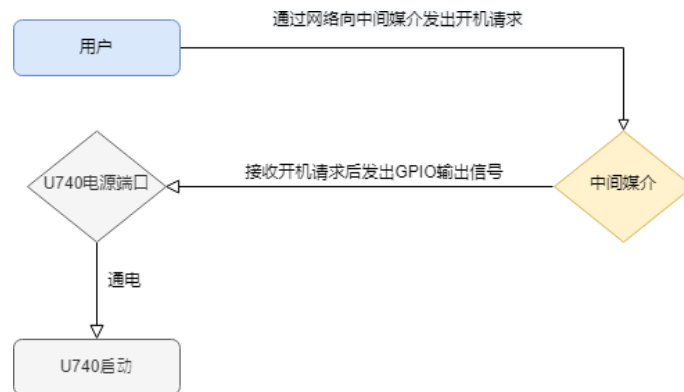 通过网络向中间媒介发出开机请求
用户
U740电源端口
接收开机请求后发出GPIO输出信号
中间媒介
通电
U740启动